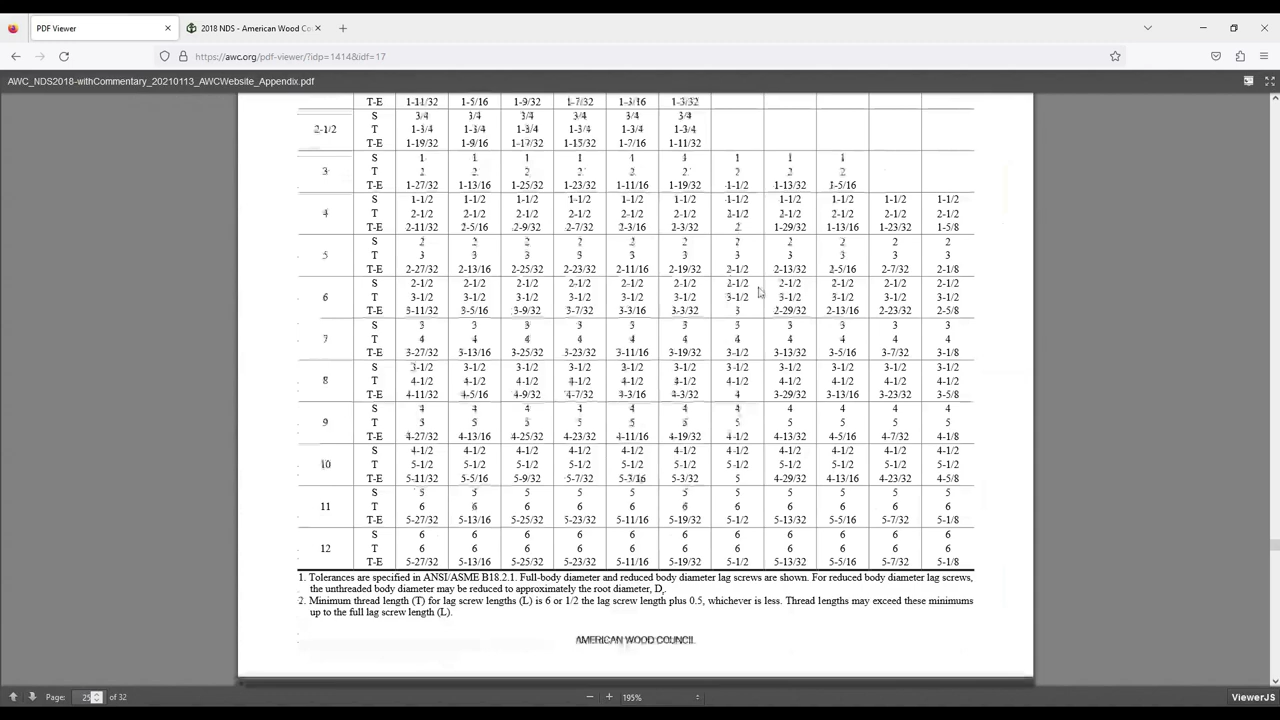 PDF Viewer
2018 NDS - American Wood Co
https://awc.org/pdf-viewer/?idp=1414&idf=17
AWC_NDS2018-withCommentary_20210113_AWCWebsite_Appendix.pdf
T-E 1-11/32 1-5/16 1-9/32 1-7/32 1-3/16 1-3/32
S 3/4 3/4 3/4 3/4 3/4 3/4
2-1/2 T 1-3/4 1-3/4 1-3/4 1-3/4 1-3/4 1-3/4
T-E 1-19/32 1-9/16 1-17/32 1-15/32 1-7/16 1-11/32
S 1 1 1 1 1 1 1 1 1
3 T 2 2 2 2 2 2 2 2 2
T-E 1-27/32 1-13/16 1-25/32 1-23/32 1-11/16 1-19/32 1-1/2 1-13/32 1-5/16
S 1-1/2 1-1/2 1-1/2 1-1/2 1-1/2 1-1/2 1-1/2 1-1/2 1-1/2 1-1/2 1-1/2
4 T 2-1/2 2-1/2 2-1/2 2-1/2 2-1/2 2-1/2 2-1/2 2-1/2 2-1/2 2-1/2 2-1/2
T-E 2-11/32 2-5/16 2-9/32 2-7/32 2-3/16 2-3/32 2 1-29/32 1-13/16 1-23/32 1-5/8
S 2 2 2 2 2 2 2 2 2 2 2
5 T 3 3 3 3 3 3 3 3 3 3 3
T-E 2-27/32 2-13/16 2-25/32 2-23/32 2-11/16 2-19/32 2-1/2 2-13/32 2-5/16 2-7/32 2-1/8
S 2-1/2 2-1/2 2-1/2 2-1/2 2-1/2 2-1/2 2-1/2 2-1/2 2-1/2 2-1/2 2-1/2
6 T 3-1/2 3-1/2 3-1/2 3-1/2 3-1/2 3-1/2 3-1/2 3-1/2 3-1/2 3-1/2 3-1/2
T-E 3-11/32 3-5/16 3-9/32 3-7/32 3-3/16 3-3/32 3 2-29/32 2-13/16 2-23/32 2-5/8
S 3 3 3 3 3 3 3 3 3 3 3
7 T 4 4 4 4 4 4 4 4 4 4 4
T-E 3-27/32 3-13/16 3-25/32 3-23/32 3-11/16 3-19/32 3-1/2 3-13/32 3-5/16 3-7/32 3-1/8
S 3-1/2 3-1/2 3-1/2 3-1/2 3-1/2 3-1/2 3-1/2 3-1/2 3-1/2 3-1/2 3-1/2
8 T 4-1/2 4-1/2 4-1/2 4-1/2 4-1/2 4-1/2 4-1/2 4-1/2 4-1/2 4-1/2 4-1/2
T-E 4-11/32 4-5/16 4-9/32 4-7/32 4-3/16 4-3/32 4 3-29/32 3-13/16 3-23/32 3-5/8
S 4 4 4 4 4 4 4 4 4 4 4
9 T 5 5 5 5 5 5 5 5 5 5 5
T-E 4-27/32 4-13/16 4-25/32 4-23/32 4-11/16 4-19/32 4-1/2 4-13/32 4-5/16 4-7/32 4-1/8
S 4-1/2 4-1/2 4-1/2 4-1/2 4-1/2 4-1/2 4-1/2 4-1/2 4-1/2 4-1/2 4-1/2
10 T 5-1/2 5-1/2 5-1/2 5-1/2 5-1/2 5-1/2 5-1/2 5-1/2 5-1/2 5-1/2 5-1/2
T-E 5-11/32 5-5/16 5-9/32 5-7/32 5-3/16 5-3/32 5 4-29/32 4-13/16 4-23/32 4-5/8
S 5 5 5 5 5 5 5 5 5 5 5
11 T 6 6 6 6 6 6 6 6 6 6 6
T-E 5-27/32 5-13/16 5-25/32 5-23/32 5-11/16 5-19/32 5-1/2 5-13/32 5-5/16 5-7/32 5-1/8
S 6 6 6 6 6 6 6 6 6 6 6
12 T 6 6 6 6 6 6 6 6 6 6 6
T-E 5-27/32 5-13/16 5-25/32 5-23/32 5-11/16 5-19/32 5-1/2 5-13/32 5-5/16 5-7/32 5-1/8
1. Tolerances are specified in ANSI/ASME B18.2.1. Full-body diameter and reduced body diameter lag screws are shown. For reduced body diameter lag screws,
the unthreaded body diameter may be reduced to approximately the root diameter, Dr.
2. Minimum thread length (T) for lag screw lengths (L) is 6 or 1/2 the lag screw length plus 0.5, whichever is less. Thread lengths may exceed these minimums
up to the full lag screw length (L).
AMERICAN WOOD COUNCIL
Page: 25 of 32
195%
ViewerJS